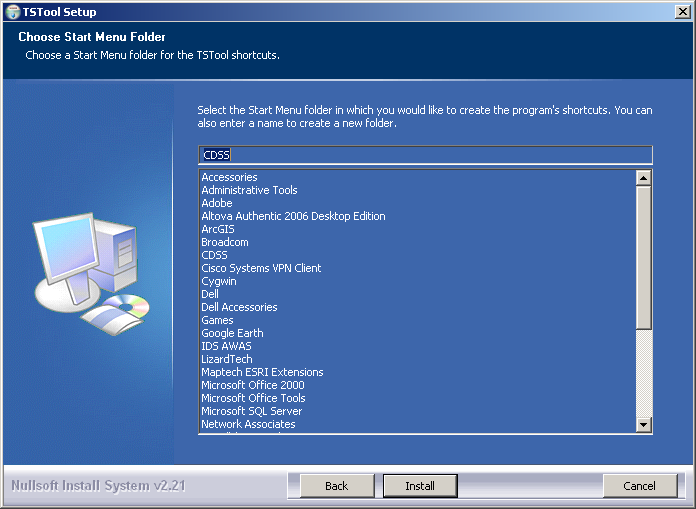 TSTool Setup
Choose Start Menu Folder
Choose a Start Menu folder for the TSTool shortcuts.
Select the Start Menu folder in which you would like to create the program's shortcuts. You can
also enter a name to create a new folder.
CDSS
Accessories
Administrative Tools
Adobe
Altova Authentic 2006 Desktop Edition
ArcGIS
Broadcom
CDSS
Cisco Systems VPN Client
Cygwin
Dell
Dell Accessories
Games
Google Earth
IDS AWAS
LizardTech
Maptech ESRI Extensions
Microsoft Office 2000
Microsoft Office Tools
Microsoft SQL Server
Network Associates
Nullsoft Install System v2.21
Back
Install
Cancel